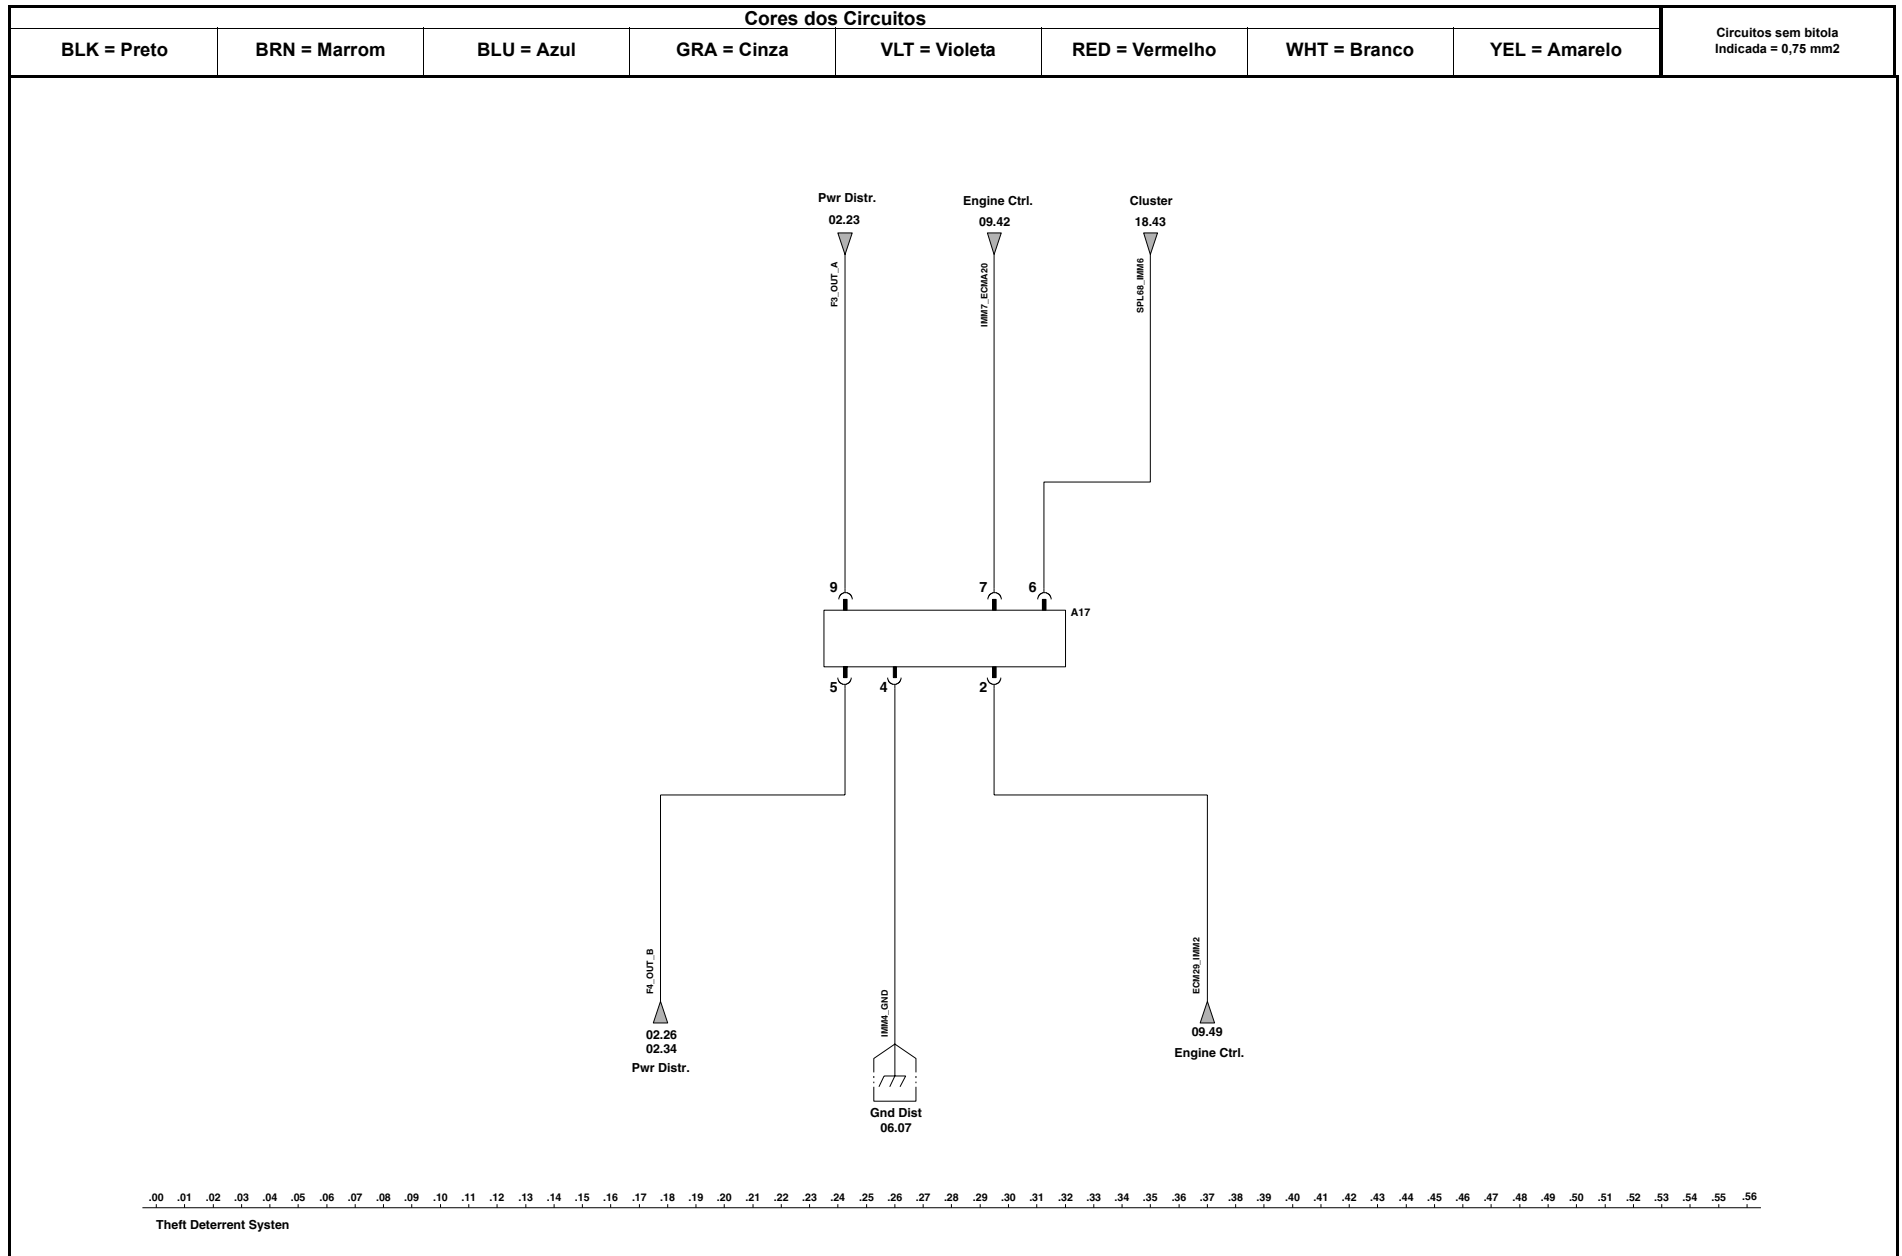 Cores dos Circuitos
BLK = Preto
BRN = Marrom
BLU = Azul
GRA = Cinza
VLT = Violeta
RED = Vermelho
WHT = Branco
YEL = Amarelo
Circuitos sem bitola
Indicada = 0,75 mm2
Pwr Distr.
02.23
Engine Ctrl.
09.42
Cluster
18.43
F3_OUT_A
IMM7_ECMA20
SPL68_IMM6
9
7
6
A17
5
4
2
F4_OUT_B
IMM4_GND
ECM29_IMM2
02.26
02.34
Pwr Distr.
09.49
Engine Ctrl.
Gnd Dist
06.07
.00 .01 .02 .03 .04 .05 .06 .07 .08 .09 .10 .11 .12 .13 .14 .15 .16 .17 .18 .19 .20 .21 .22 .23 .24 .25 .26 .27 .28 .29 .30 .31 .32 .33 .34 .35 .36 .37 .38 .39 .40 .41 .42 .43 .44 .45 .46 .47 .48 .49 .50 .51 .52 .53 .54 .55 .56
Theft Deterrent Systen